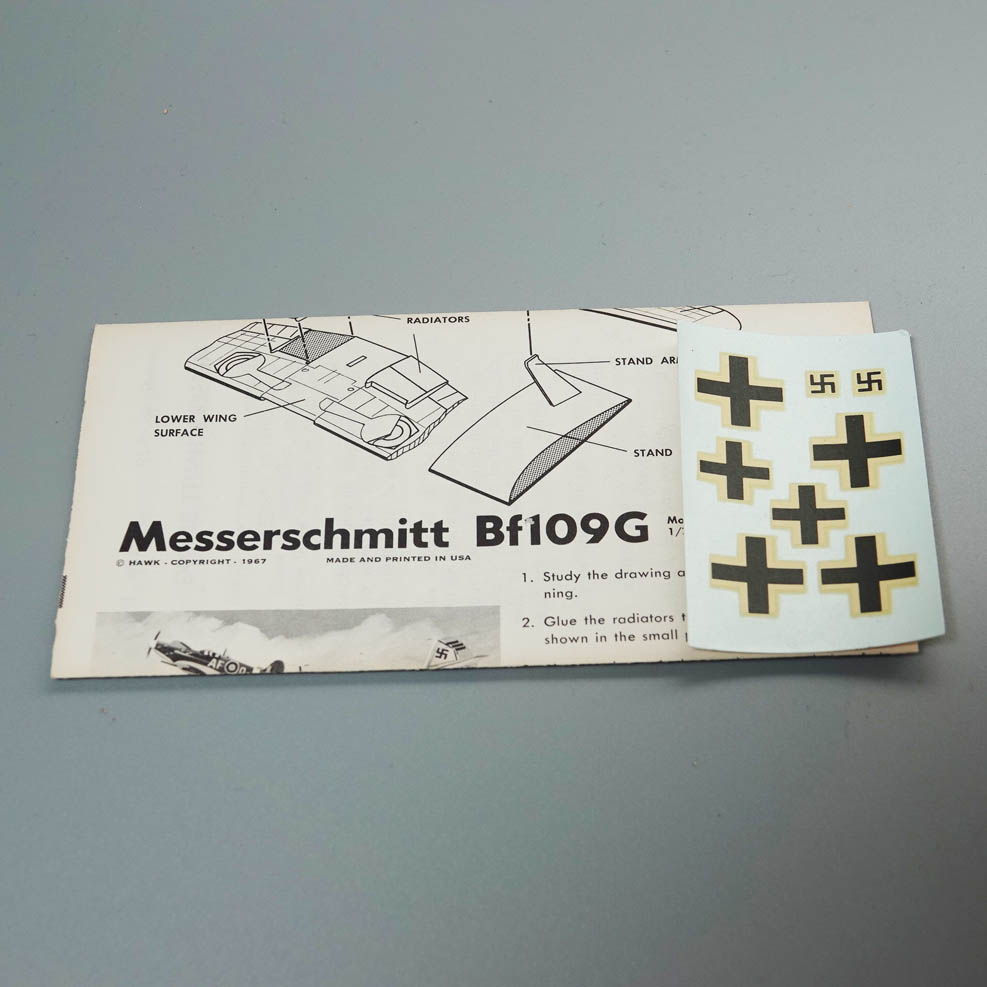 RADIATORS
STAND
LOWER WING
SURFACE
STAND
Messerschmitt Bf109G
© HAWK - COPYRIGHT - 1967 MADE AND PRINTED IN USA
1. Study the drawing
ning.
2. Glue the radiators
shown in the small